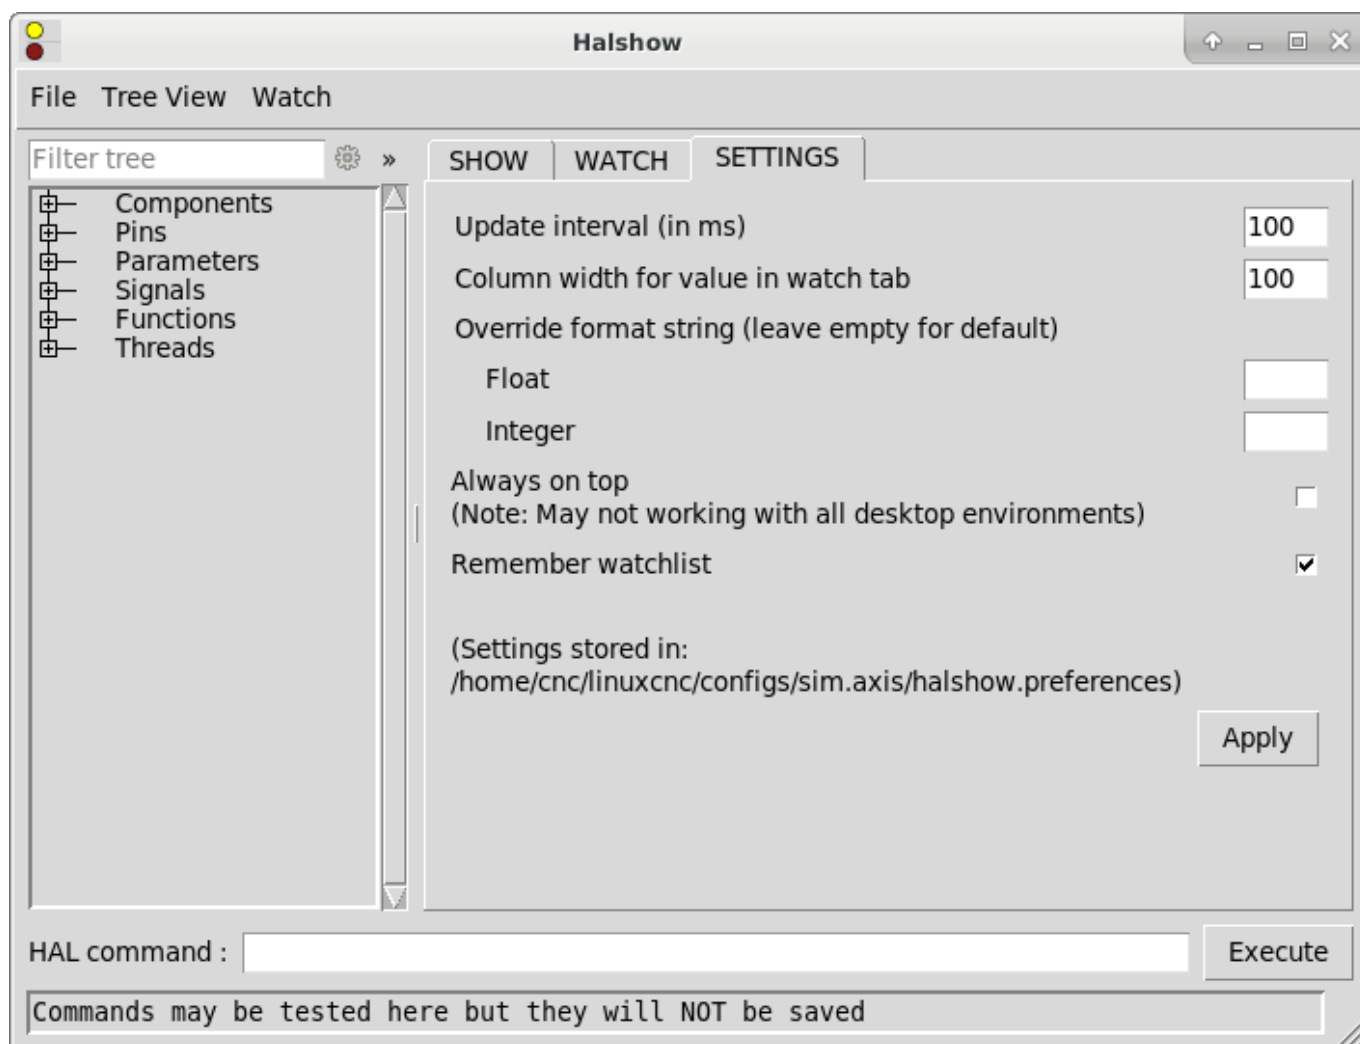 Halshow
File Tree View Watch
Filter tree »
Components
Pins
Parameters
Signals
Functions
Threads
SHOW WATCH SETTINGS
Update interval (in ms) 100
Column width for value in watch tab 100
Override format string (leave empty for default)
Float
Integer
Always on top
(Note: May not working with all desktop environments)
Remember watchlist
(Settings stored in:
/home/cnc/linuxcnc/configs/sim.axis/halshow.preferences)
Apply
HAL command : Execute
Commands may be tested here but they will NOT be saved